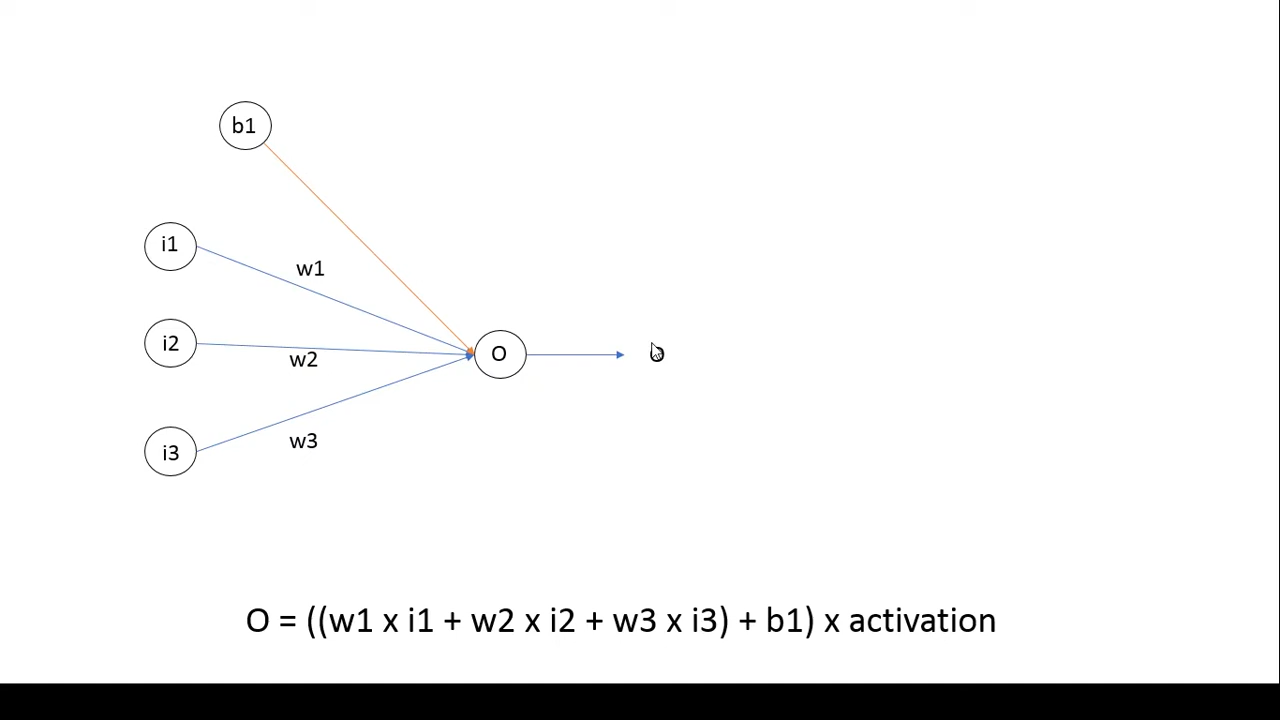 b1
i1
w1
i2
w2
O
O
i3
w3
O = ((w1 x i1 + w2 x i2 + w3 x i3) + b1) x activation